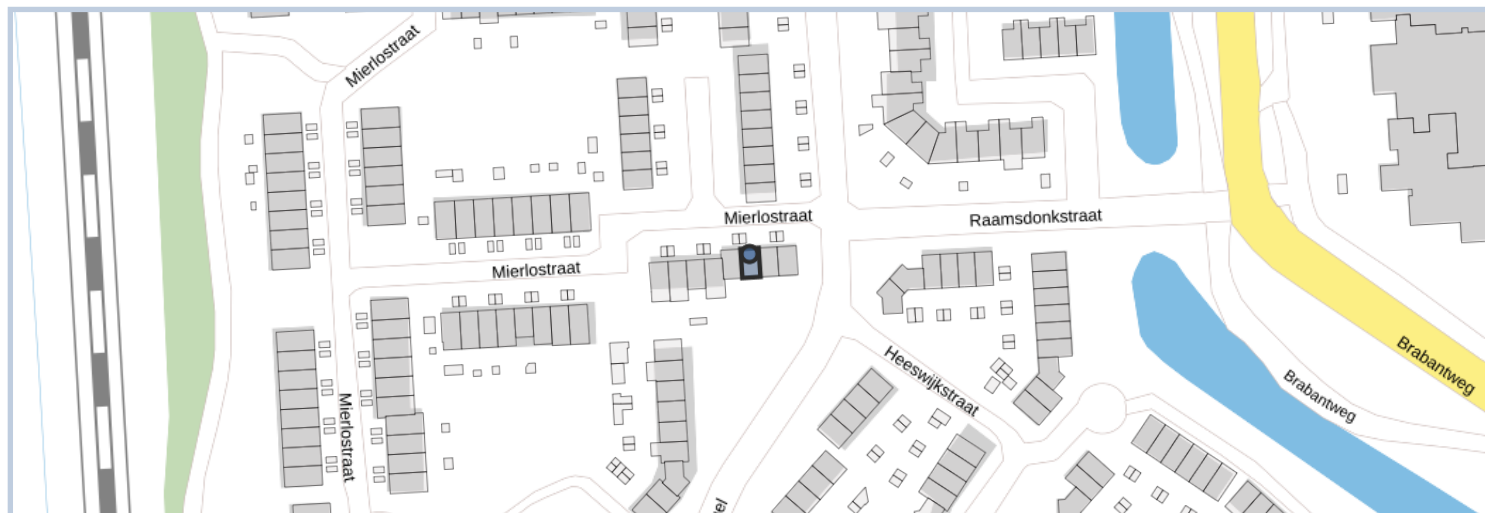 Mierlostraat
Mierlostraat
Raamsdonkstraat
Mierlostraat
Brabantweg
Heeswijkstraat
Brabantweg
Mierlostraat